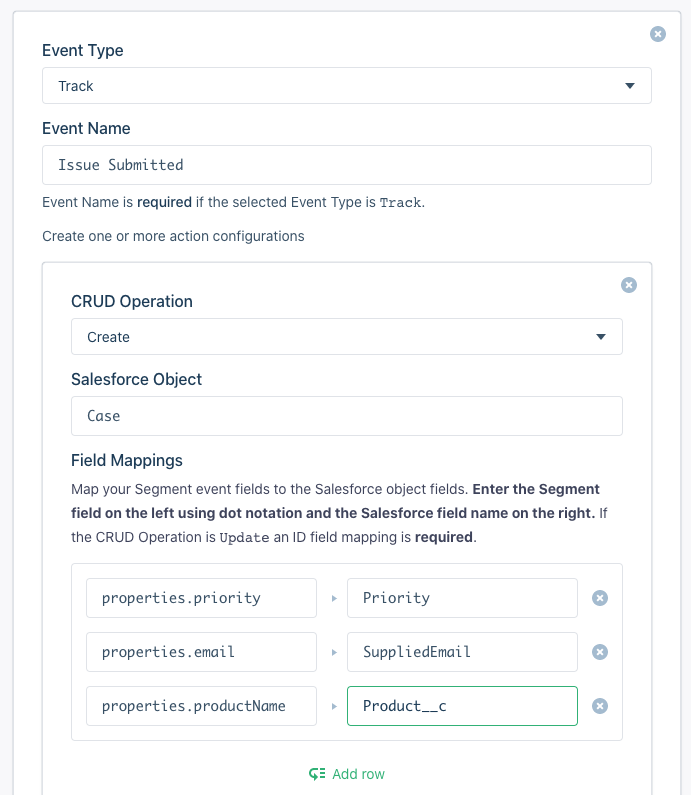 Event Type
Track
Event Name
Issue Submitted
Event Name is required if the selected Event Type is Track.
Create one or more action configurations
CRUD Operation
Create
Salesforce Object
Case
Field Mappings
Map your Segment event fields to the Salesforce object fields. Enter the Segment
field on the left using dot notation and the Salesforce field name on the right. If
the CRUD Operation is Update an ID field mapping is required.
properties.priority Priority
properties.email SuppliedEmail
properties.productName Product__c
Add row